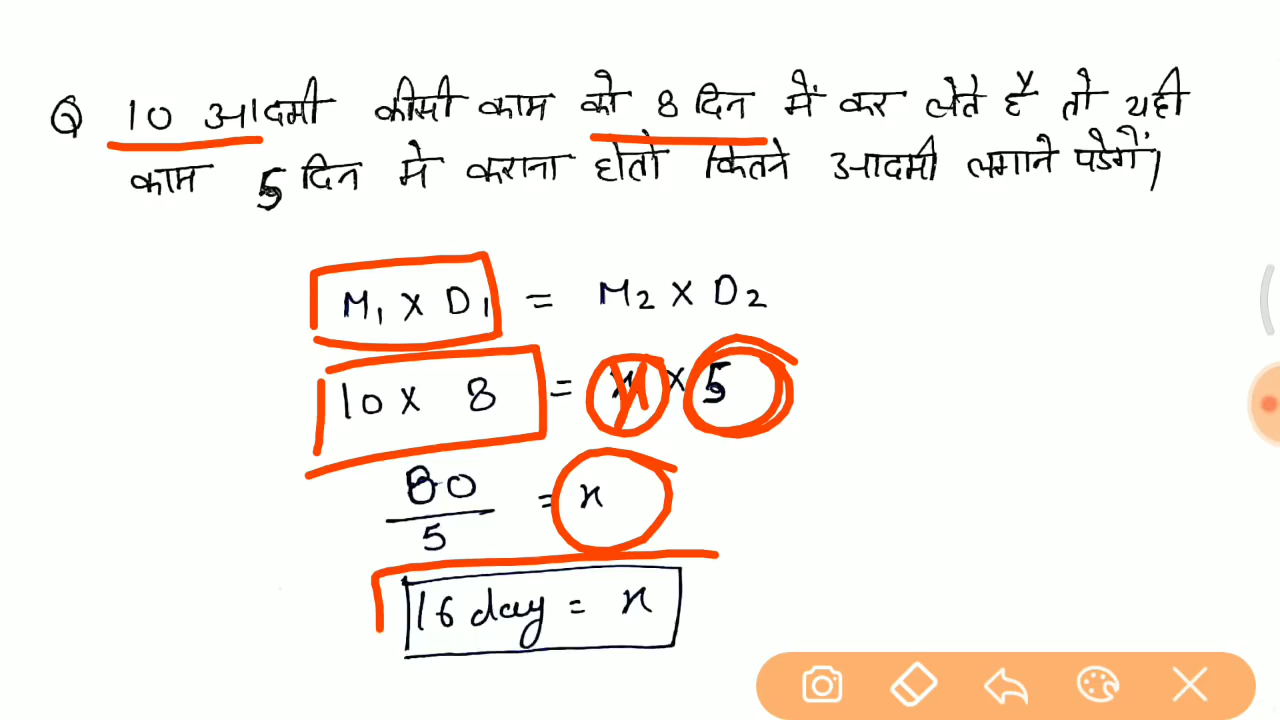 Q 10 आदमी कीसी काम को 8 दिन में कर लेते है तो यही
काम 5 दिन मे कराना होतो कितने आदमी लगाने पडेगें।
M₁ × D₁ = M₂ × D₂
10 × 8 = x × 5
80/5 = x
16 day = x